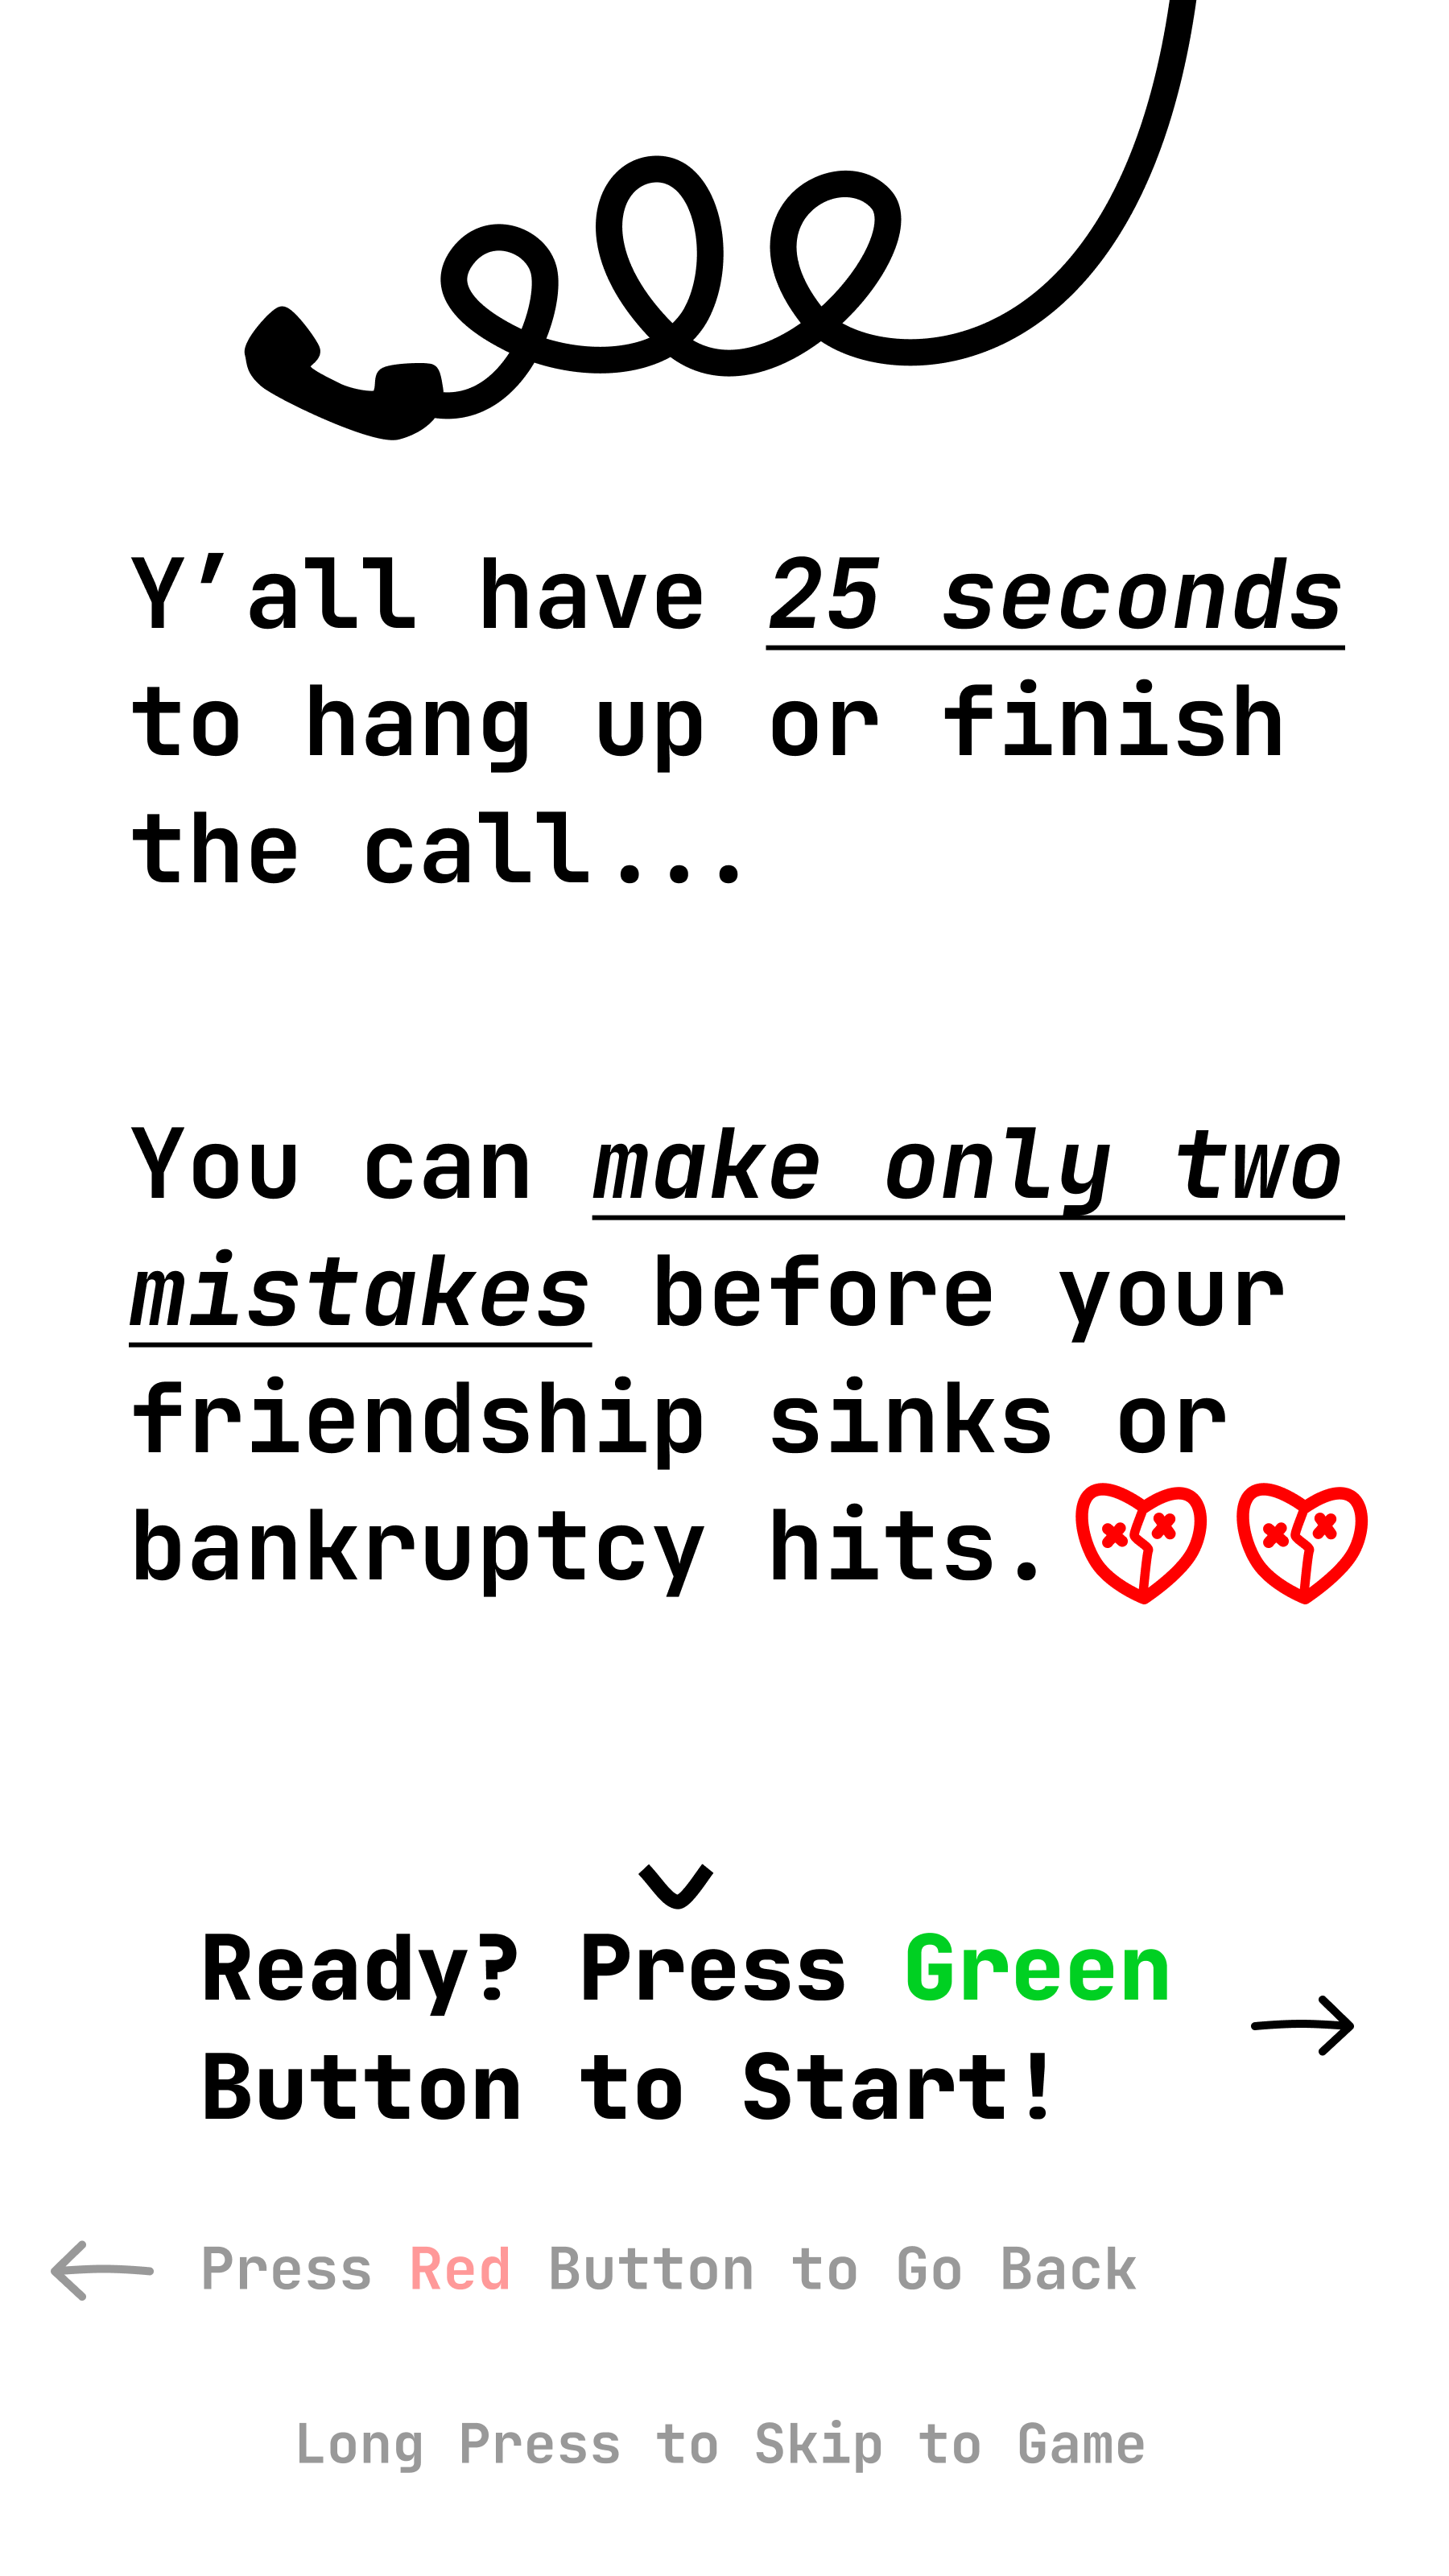 Y’all have 25 seconds
to hang up or finish
the call...
You can make only two
mistakes before your
friendship sinks or
bankruptcy hits.
Ready? Press Green
Button to Start!
Press Red Button to Go Back
Long Press to Skip to Game